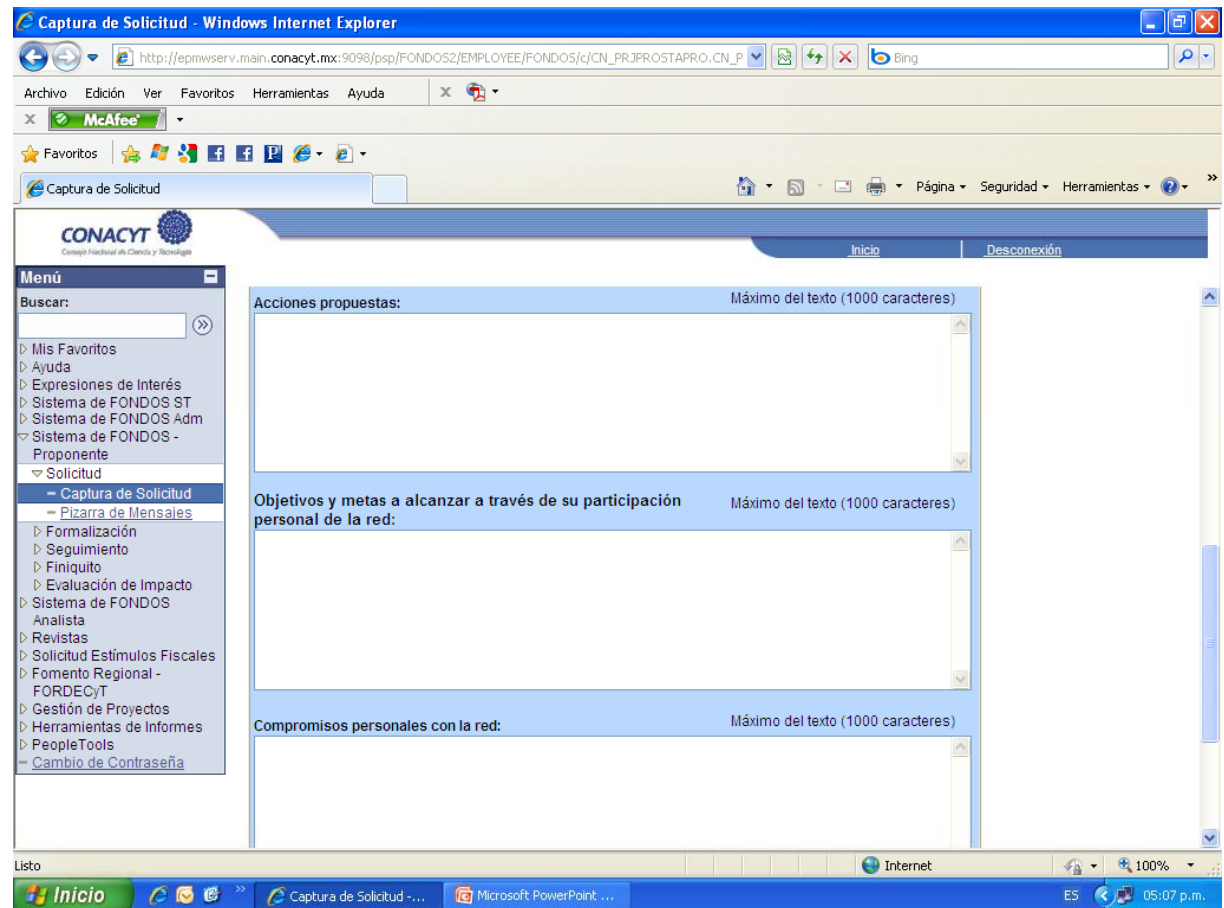 Captura de Solicitud - Windows Internet Explorer
http://epmwserv.main.conacyt.mx:9098/psp/FONDOS2/EMPLOYEE/FONDOS/c/CN_PRJPROSTAPRO.CN_P
Bing
Archivo Edición Ver Favoritos Herramientas Ayuda
McAfee
Favoritos
Captura de Solicitud
Página Seguridad Herramientas
CONACYT
Consejo Nacional de Ciencia y Tecnología
Inicio Desconexión
Menú
Buscar:
Mis Favoritos
Ayuda
Expresiones de Interés
Sistema de FONDOS ST
Sistema de FONDOS Adm
Sistema de FONDOS -
Proponente
Solicitud
Captura de Solicitud
Pizarra de Mensajes
Formalización
Seguimiento
Finiquito
Evaluación de Impacto
Sistema de FONDOS
Analista
Revistas
Solicitud Estímulos Fiscales
Fomento Regional -
FORDECyT
Gestión de Proyectos
Herramientas de Informes
PeopleTools
Cambio de Contraseña
Acciones propuestas: Máximo del texto (1000 caracteres)
Objetivos y metas a alcanzar a través de su participación
personal de la red: Máximo del texto (1000 caracteres)
Compromisos personales con la red: Máximo del texto (1000 caracteres)
Listo Internet 100%
Inicio Captura de Solicitud -... Microsoft PowerPoint ... ES 05:07 p.m.